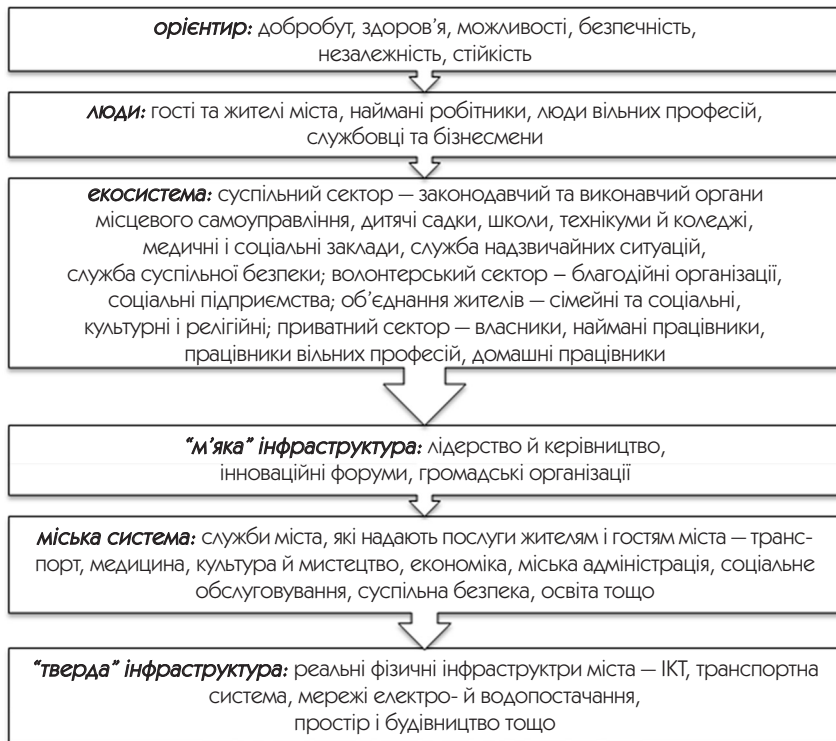 орієнтир: добробут, здоров’я, можливості, безпечність,
незалежність, стійкість
люди: гості та жителі міста, наймані робітники, люди вільних професій,
службовці та бізнесмени
екосистема: суспільний сектор – законодавчий та виконавчий органи
місцевого самоуправління, дитячі садки, школи, технікуми й коледжі,
медичні і соціальні заклади, служба надзвичайних ситуацій,
служба суспільної безпеки; волонтерський сектор – благодійні організації,
соціальні підприємства; об’єднання жителів – сімейні та соціальні,
культурні і релігійні; приватний сектор – власники, наймані працівники,
працівники вільних професій, домашні працівники
“м’яка” інфраструктура: лідерство й керівництво,
інноваційні форуми, громадські організації
міська система: служби міста, які надають послуги жителям і гостям міста – транс-
порт, медицина, культура й мистецтво, економіка, міська адміністрація, соціальне
обслуговування, суспільна безпека, освіта тощо
“тверда” інфраструктура: реальні фізичні інфраструктри міста – ІКТ, транспортна
система, мережі електро- й водопостачання,
простір і будівництво тощо